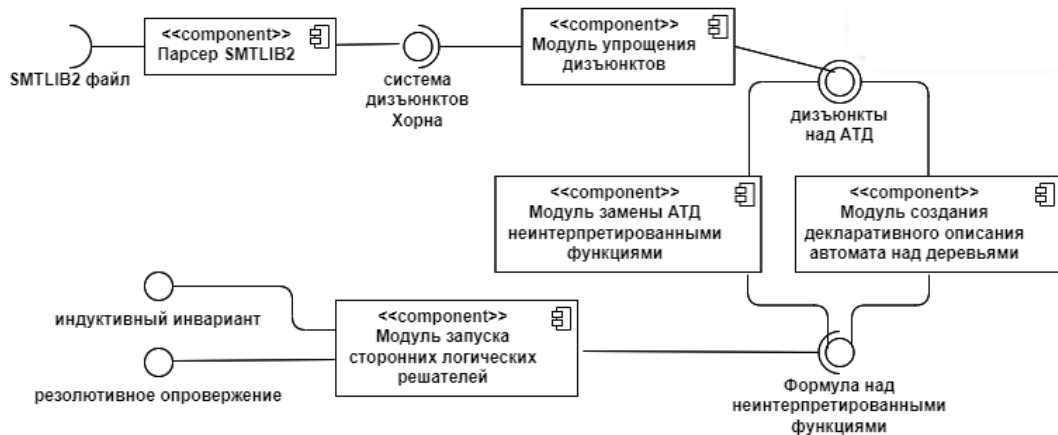 <<component>>
Парсер SMTLIB2
SMTLIB2 файл
система
дизъюнктов
Хорна
<<component>>
Модуль упрощения
дизъюнктов
дизъюнкты
над АТД
<<component>>
Модуль замены АТД
неинтерпретированными
функциями
<<component>>
Модуль создания
декларативного описания
автомата над деревьями
индуктивный инвариант
резолютивное опровержение
<<component>>
Модуль запуска
сторонних логических
решателей
Формула над
неинтерпретированными
функциями